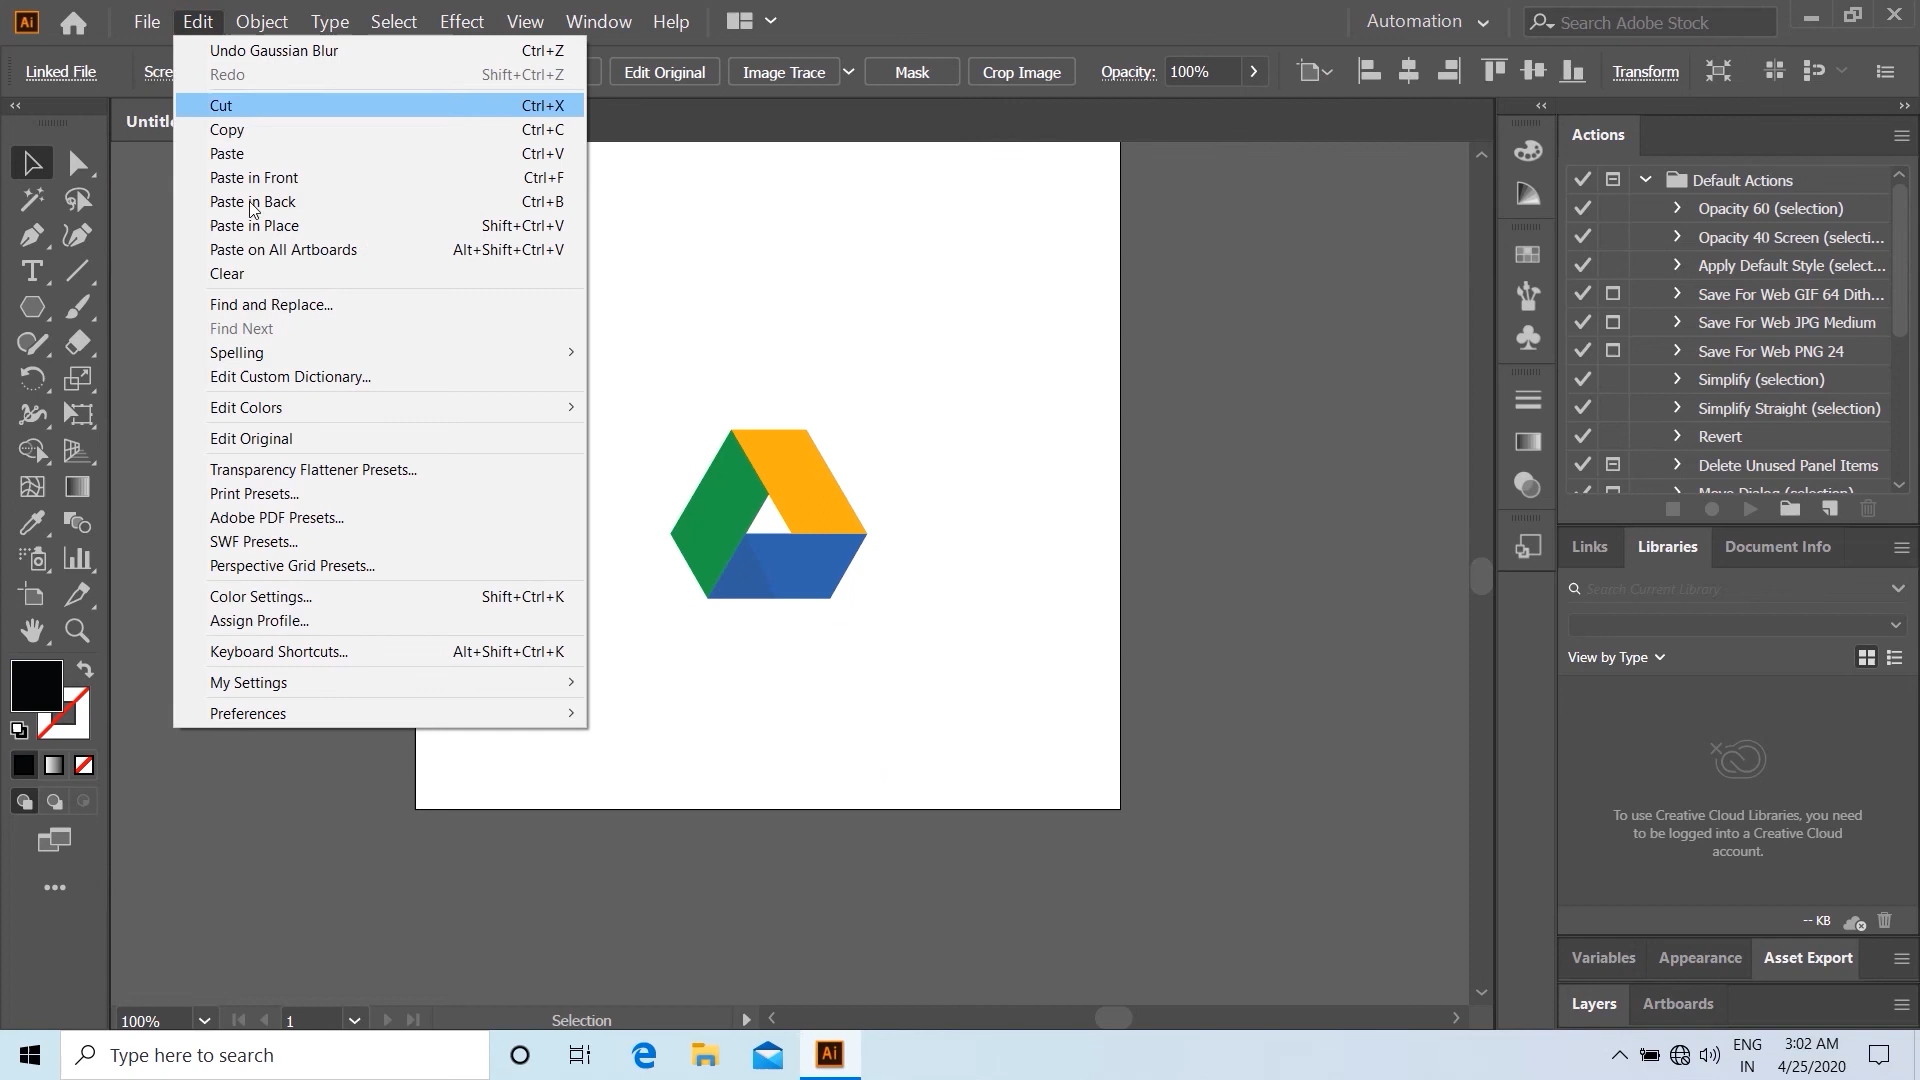 Ai
File Edit Object Type Select Effect View Window Help
Automation
Search Adobe Stock
Linked File
Scre
Edit Original
Image Trace
Mask
Crop Image
Opacity:
100%
Transform
Untitle
Undo Gaussian Blur Ctrl+Z
Redo Shift+Ctrl+Z
Cut Ctrl+X
Copy Ctrl+C
Paste Ctrl+V
Paste in Front Ctrl+F
Paste in Back Ctrl+B
Paste in Place Shift+Ctrl+V
Paste on All Artboards Alt+Shift+Ctrl+V
Clear
Find and Replace...
Find Next
Spelling
Edit Custom Dictionary...
Edit Colors
Edit Original
Transparency Flattener Presets...
Print Presets...
Adobe PDF Presets...
SWF Presets...
Perspective Grid Presets...
Color Settings... Shift+Ctrl+K
Assign Profile...
Keyboard Shortcuts... Alt+Shift+Ctrl+K
My Settings
Preferences
Actions
Default Actions
Opacity 60 (selection)
Opacity 40 Screen (selecti...
Apply Default Style (select...
Save For Web GIF 64 Dith...
Save For Web JPG Medium
Save For Web PNG 24
Simplify (selection)
Simplify Straight (selection)
Revert
Delete Unused Panel Items
Move Dialog (selection)
Links Libraries Document Info
Search Current Library
View by Type
To use Creative Cloud Libraries, you need
to be logged into a Creative Cloud
account.
-- KB
Variables Appearance Asset Export
Layers Artboards
100%
1
Selection
Type here to search
Ai
ENG
IN
3:02 AM
4/25/2020